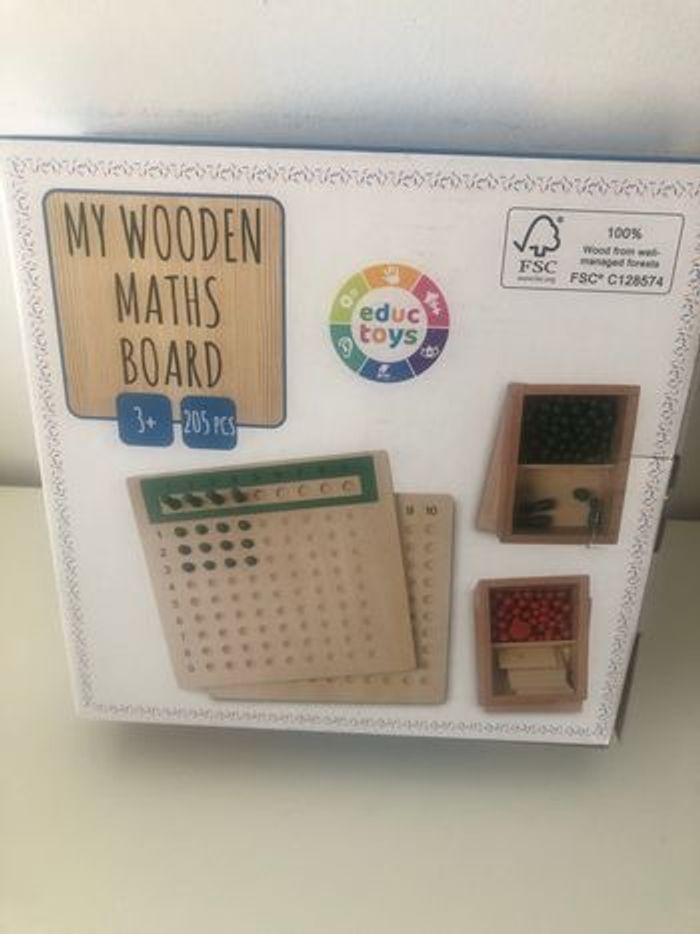 MY WOODEN
MATHS
BOARD
3+
205 PCS
educ
toys
FSC
100%
Wood from well-
managed forests
FSC® C128574
9 10
1
2
3
4
5
6
7
8
9